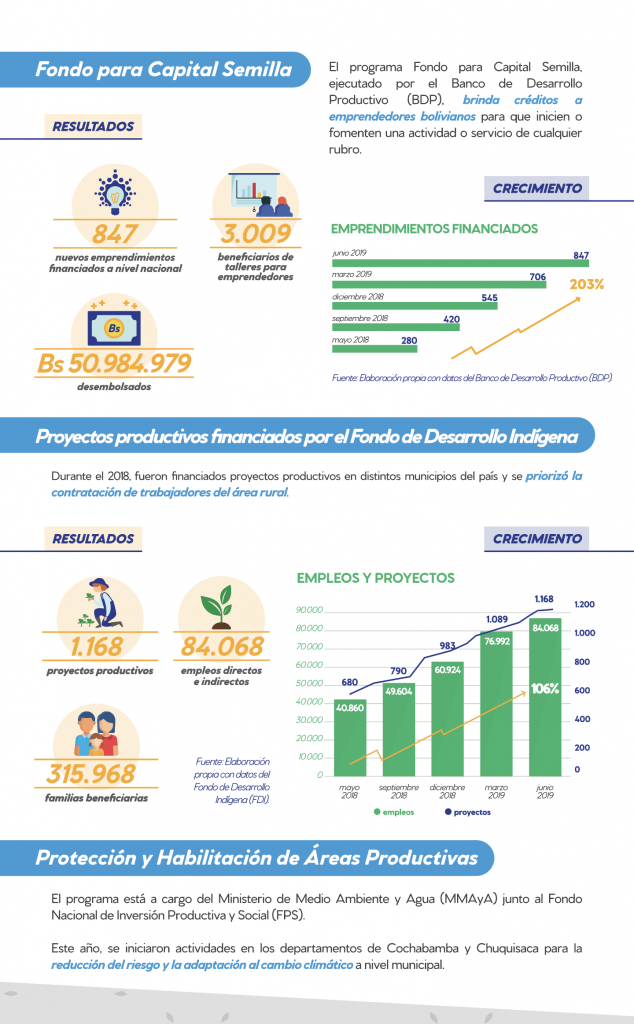 Fondo para Capital Semilla
El programa Fondo para Capital Semilla,
ejecutado por el Banco de Desarrollo
Productivo (BDP), brinda créditos a
emprendedores bolivianos para que inicien o
fomenten una actividad o servicio de cualquier
rubro.
RESULTADOS
847
nuevos emprendimientos
financiados a nivel nacional
3.009
beneficiarios de
talleres para
emprendedores
Bs
Bs 50.984.979
desembolsados
CRECIMIENTO
EMPRENDIMIENTOS FINANCIADOS
junio 2019
847
marzo 2019
706
diciembre 2018
545
septiembre 2018
420
mayo 2018
280
203%
Fuente: Elaboración propia con datos del Banco de Desarrollo Productivo (BDP).
Proyectos productivos financiados por el Fondo de Desarrollo Indígena
Durante el 2018, fueron financiados proyectos productivos en distintos municipios del país y se priorizó la
contratación de trabajadores del área rural.
RESULTADOS
1.168
proyectos productivos
84.068
empleos directos
e indirectos
315.968
familias beneficiarias
Fuente: Elaboración
propia con datos del
Fondo de Desarrollo
Indígena (FDI).
CRECIMIENTO
EMPLEOS Y PROYECTOS
90.000
80.000
70.000
60.000
50.000
40.000
30.000
20.000
10.000
0
680
790
983
1.089
1.168
40.860
49.604
60.924
76.992
84.068
106%
1.200
1.000
800
600
400
200
0
mayo
2018
septiembre
2018
diciembre
2018
marzo
2019
junio
2019
empleos
proyectos
Protección y Habilitación de Áreas Productivas
El programa está a cargo del Ministerio de Medio Ambiente y Agua (MMAyA) junto al Fondo
Nacional de Inversión Productiva y Social (FPS).
Este año, se iniciaron actividades en los departamentos de Cochabamba y Chuquisaca para la
reducción del riesgo y la adaptación al cambio climático a nivel municipal.